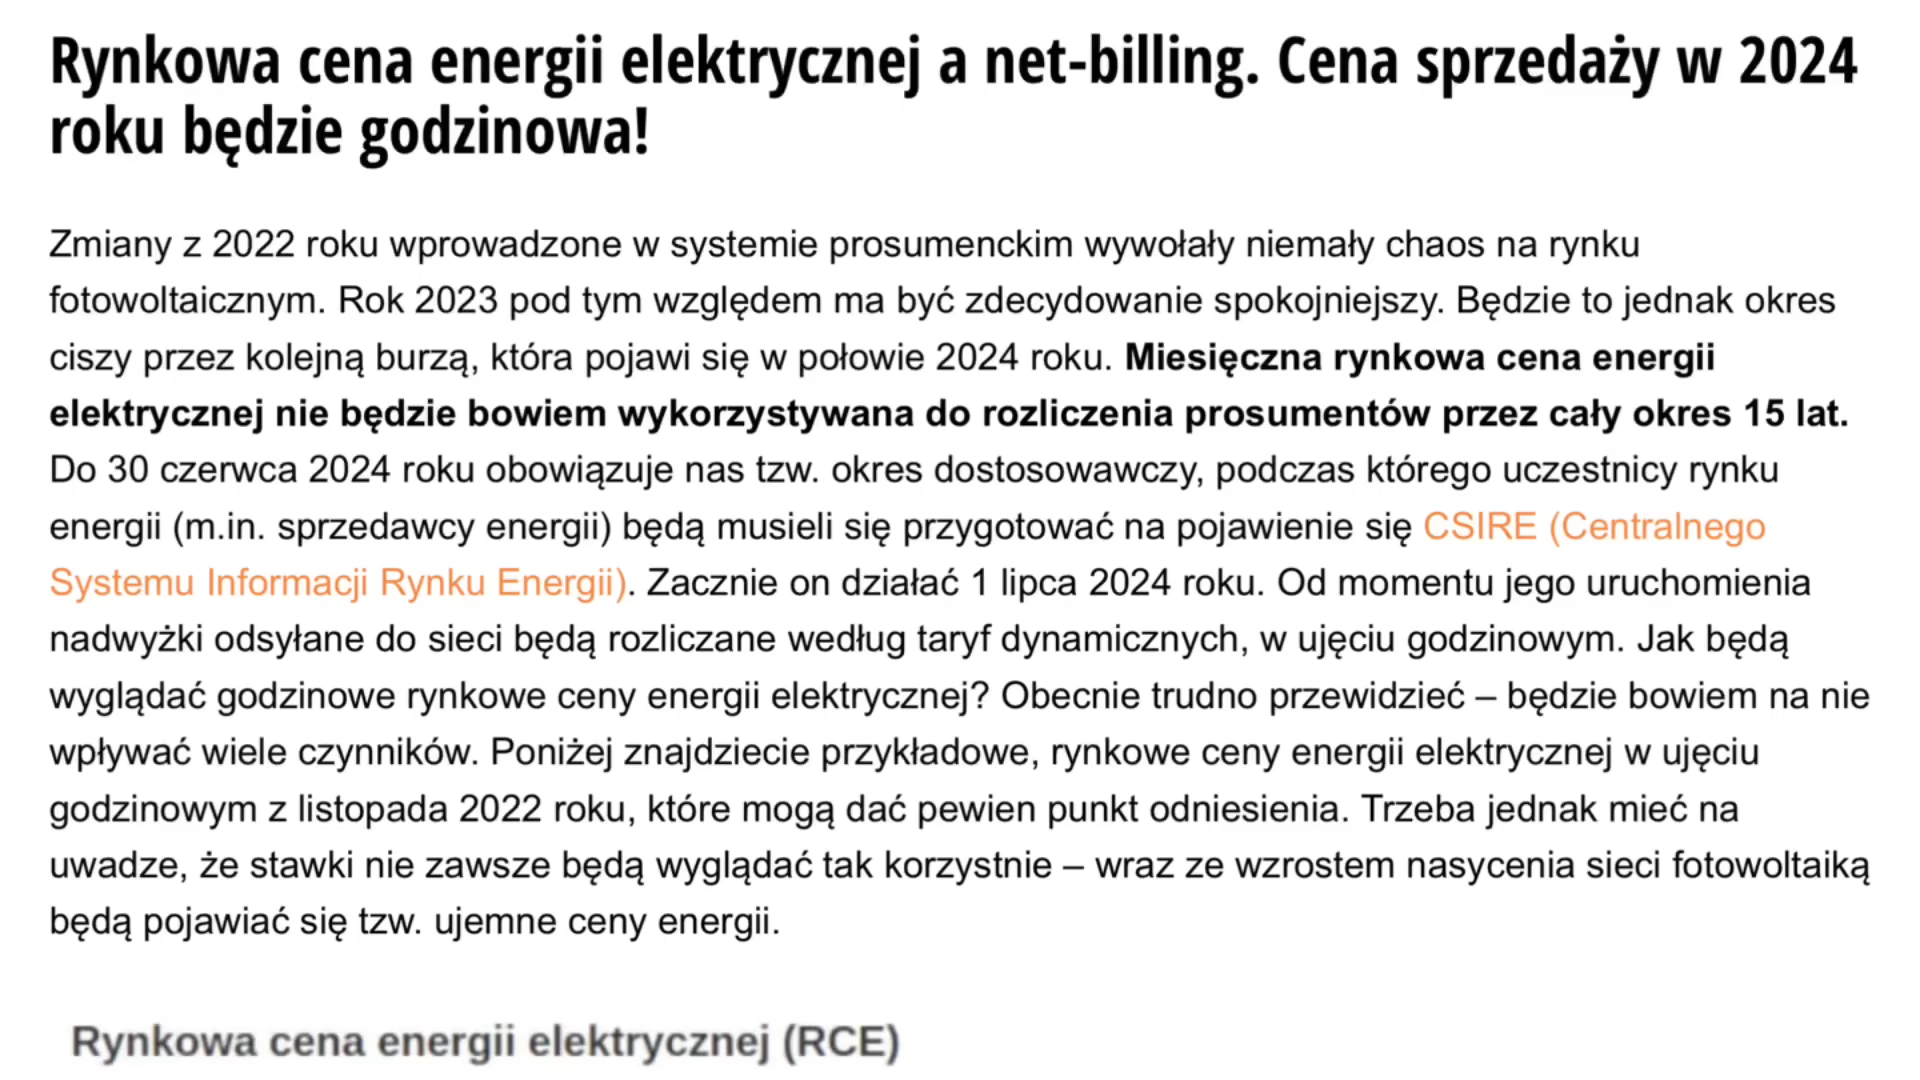 Rynkowa cena energii elektrycznej a net-billing. Cena sprzedaży w 2024
roku będzie godzinowa!
Zmiany z 2022 roku wprowadzone w systemie prosumenckim wywołały niemały chaos na rynku
fotowoltaicznym. Rok 2023 pod tym względem ma być zdecydowanie spokojniejszy. Będzie to jednak okres
ciszy przez kolejną burzą, która pojawi się w połowie 2024 roku. Miesięczna rynkowa cena energii
elektrycznej nie będzie bowiem wykorzystywana do rozliczenia prosumentów przez cały okres 15 lat.
Do 30 czerwca 2024 roku obowiązuje nas tzw. okres dostosowawczy, podczas którego uczestnicy rynku
energii (m.in. sprzedawcy energii) będą musieli się przygotować na pojawienie się CSIRE (Centralnego
Systemu Informacji Rynku Energii). Zacznie on działać 1 lipca 2024 roku. Od momentu jego uruchomienia
nadwyżki odsyłane do sieci będą rozliczane według taryf dynamicznych, w ujęciu godzinowym. Jak będą
wyglądać godzinowe rynkowe ceny energii elektrycznej? Obecnie trudno przewidzieć – będzie bowiem na nie
wpływać wiele czynników. Poniżej znajdziecie przykładowe, rynkowe ceny energii elektrycznej w ujęciu
godzinowym z listopada 2022 roku, które mogą dać pewien punkt odniesienia. Trzeba jednak mieć na
uwadze, że stawki nie zawsze będą wyglądać tak korzystnie – wraz ze wzrostem nasycenia sieci fotowoltaiką
będą pojawiać się tzw. ujemne ceny energii.
Rynkowa cena energii elektrycznej (RCE)